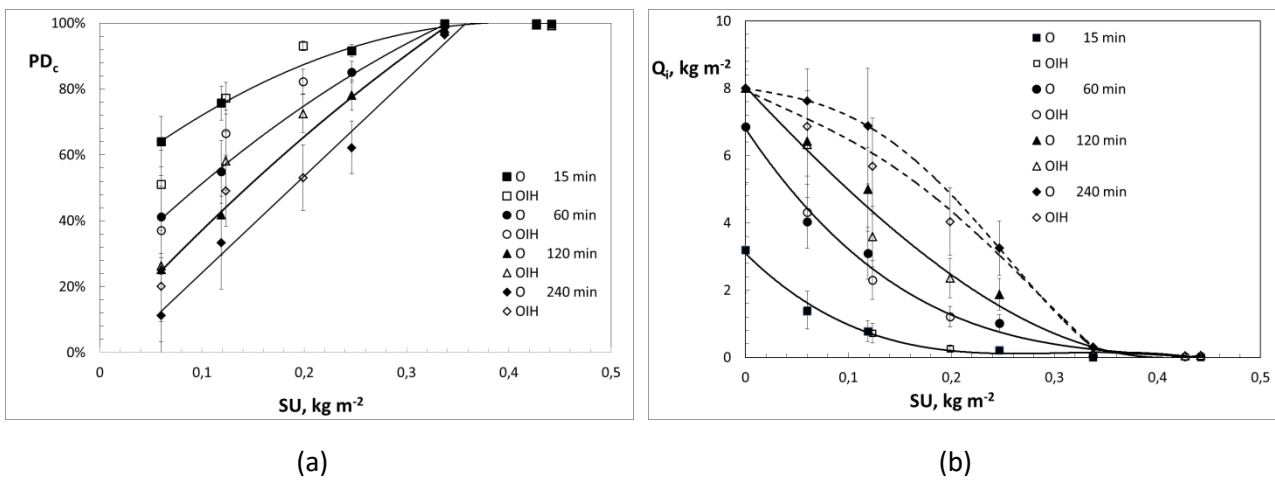 100%
80%
60%
40%
20%
0%
PDc
O 15 min
OIH
O 60 min
OIH
O 120 min
OIH
O 240 min
OIH
0 0,1 0,2 0,3 0,4 0,5
SU, kg m-2
(a)
10
8
6
4
2
0
Qi, kg m-2
O 15 min
OIH
O 60 min
OIH
O 120 min
OIH
O 240 min
OIH
0 0,1 0,2 0,3 0,4 0,5
SU, kg m-2
(b)